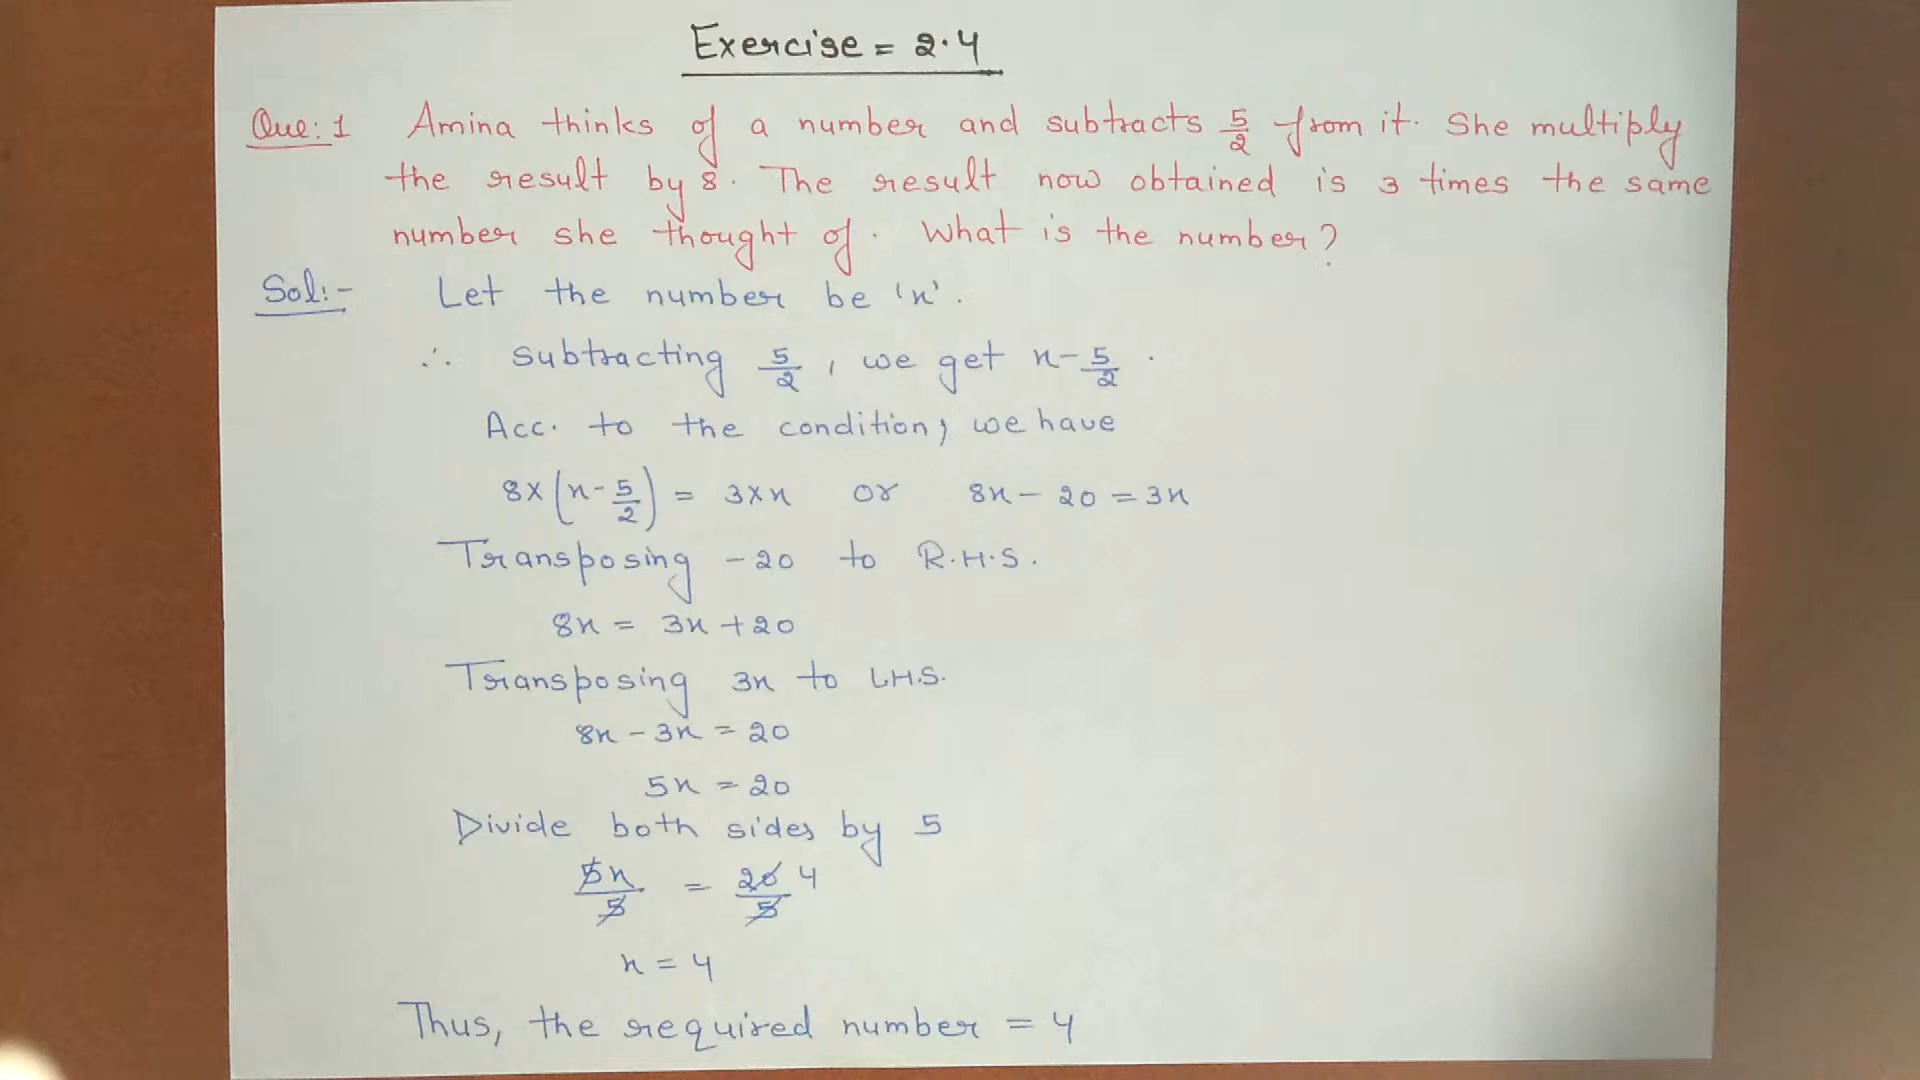 Exercise = 2.4
Que:1 Amina thinks of a number and subtracts 5/2 from it. She multiply
the result by 8. The result now obtained is 3 times the same
number she thought of. What is the number?
Sol:- Let the number be 'x'.
∴ Subtracting 5/2, we get x - 5/2.
Acc. to the condition, we have
8×(x - 5/2) = 3×x or 8x - 20 = 3x
Transposing -20 to R.H.S.
8x = 3x + 20
Transposing 3x to L.H.S.
8x - 3x = 20
5x = 20
Divide both sides by 5
5x/5 = 20/5 4
x = 4
Thus, the required number = 4